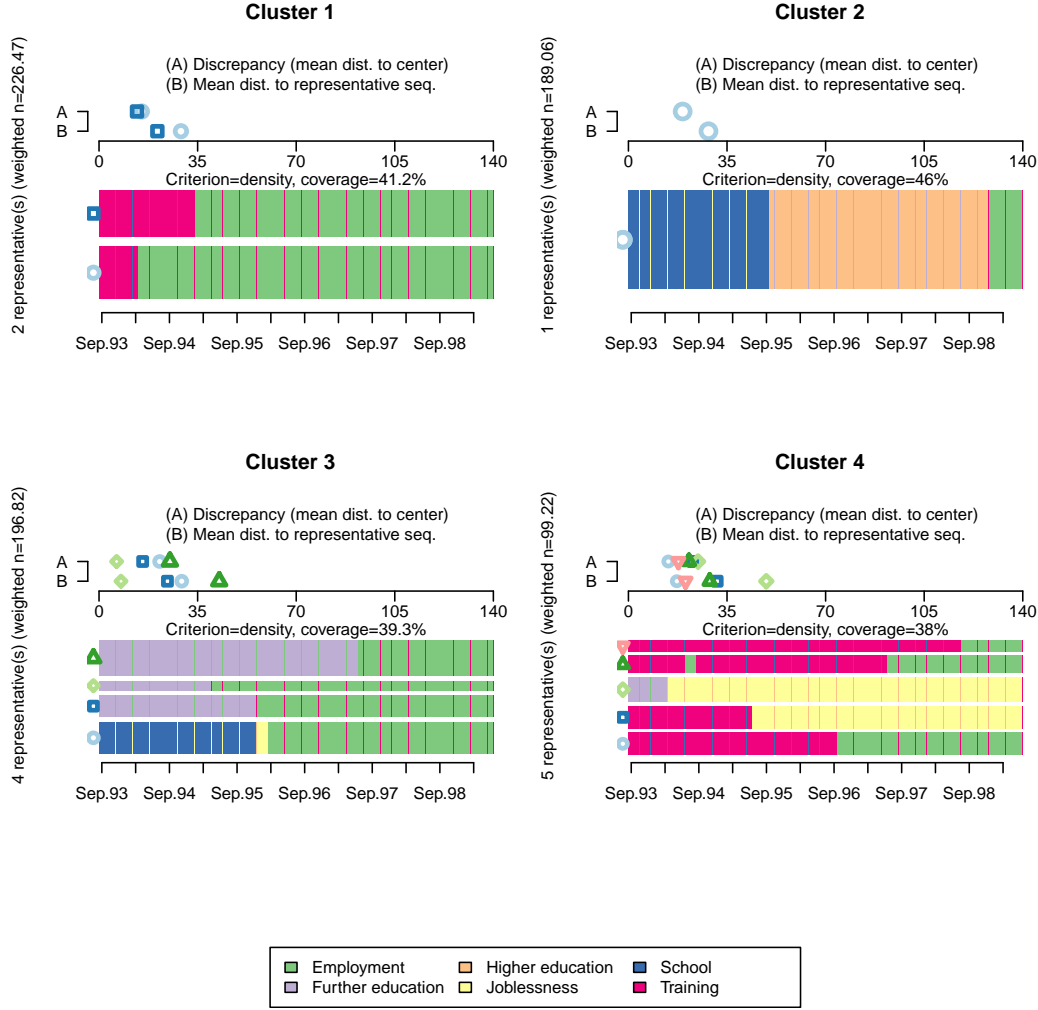 Cluster 1
2 representative(s) (weighted n=226.47)
(A) Discrepancy (mean dist. to center)
(B) Mean dist. to representative seq.
A
B
0 35 70 105 140
Criterion=density, coverage=41.2%
Sep.93 Sep.94 Sep.95 Sep.96 Sep.97 Sep.98
Cluster 2
1 representative(s) (weighted n=189.06)
(A) Discrepancy (mean dist. to center)
(B) Mean dist. to representative seq.
A
B
0 35 70 105 140
Criterion=density, coverage=46%
Sep.93 Sep.94 Sep.95 Sep.96 Sep.97 Sep.98
Cluster 3
4 representative(s) (weighted n=196.82)
(A) Discrepancy (mean dist. to center)
(B) Mean dist. to representative seq.
A
B
0 35 70 105 140
Criterion=density, coverage=39.3%
Sep.93 Sep.94 Sep.95 Sep.96 Sep.97 Sep.98
Cluster 4
5 representative(s) (weighted n=99.22)
(A) Discrepancy (mean dist. to center)
(B) Mean dist. to representative seq.
A
B
0 35 70 105 140
Criterion=density, coverage=38%
Sep.93 Sep.94 Sep.95 Sep.96 Sep.97 Sep.98
Employment Higher education School
Further education Joblessness Training